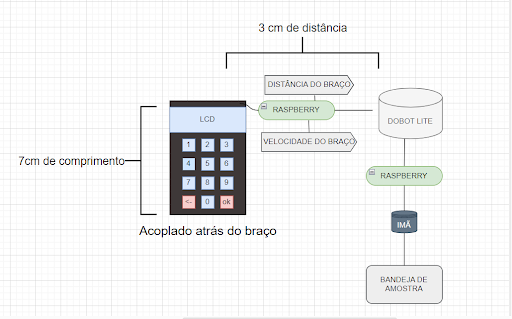 3 cm de distância
DISTÂNCIA DO BRAÇO
LCD
RASPBERRY
DOBOT LITE
VELOCIDADE DO BRAÇO
1 2 3
7cm de comprimento
4 5 6
7 8 9
<- 0 ok
RASPBERRY
Acoplado atrás do braço
IMÃ
BANDEJA DE
AMOSTRA